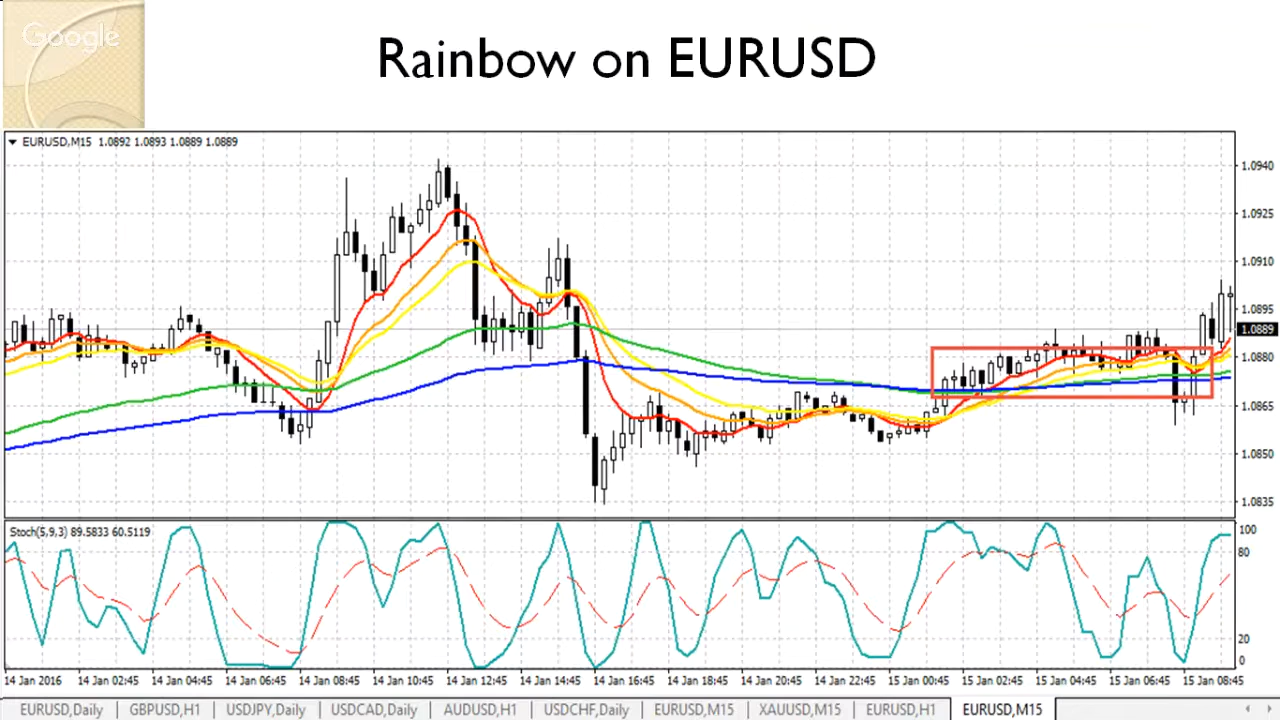 Google
Rainbow on EURUSD
EURUSD,M15 1.0892 1.0893 1.0889 1.0889
1.0940
1.0925
1.0910
1.0895
1.0889
1.0880
1.0865
1.0850
1.0835
Stoch(5,9,3) 89.5833 60.5119
100
80
20
0
14 Jan 2016 14 Jan 02:45 14 Jan 04:45 14 Jan 06:45 14 Jan 08:45 14 Jan 10:45 14 Jan 12:45 14 Jan 14:45 14 Jan 16:45 14 Jan 18:45 14 Jan 20:45 14 Jan 22:45 15 Jan 00:45 15 Jan 02:45 15 Jan 04:45 15 Jan 06:45 15 Jan 08:45
EURUSD,Daily GBPUSD,H1 USDJPY,Daily USDCAD,Daily AUDUSD,H1 USDCHF,Daily EURUSD,M15 XAUUSD,M15 EURUSD,H1 EURUSD,M15